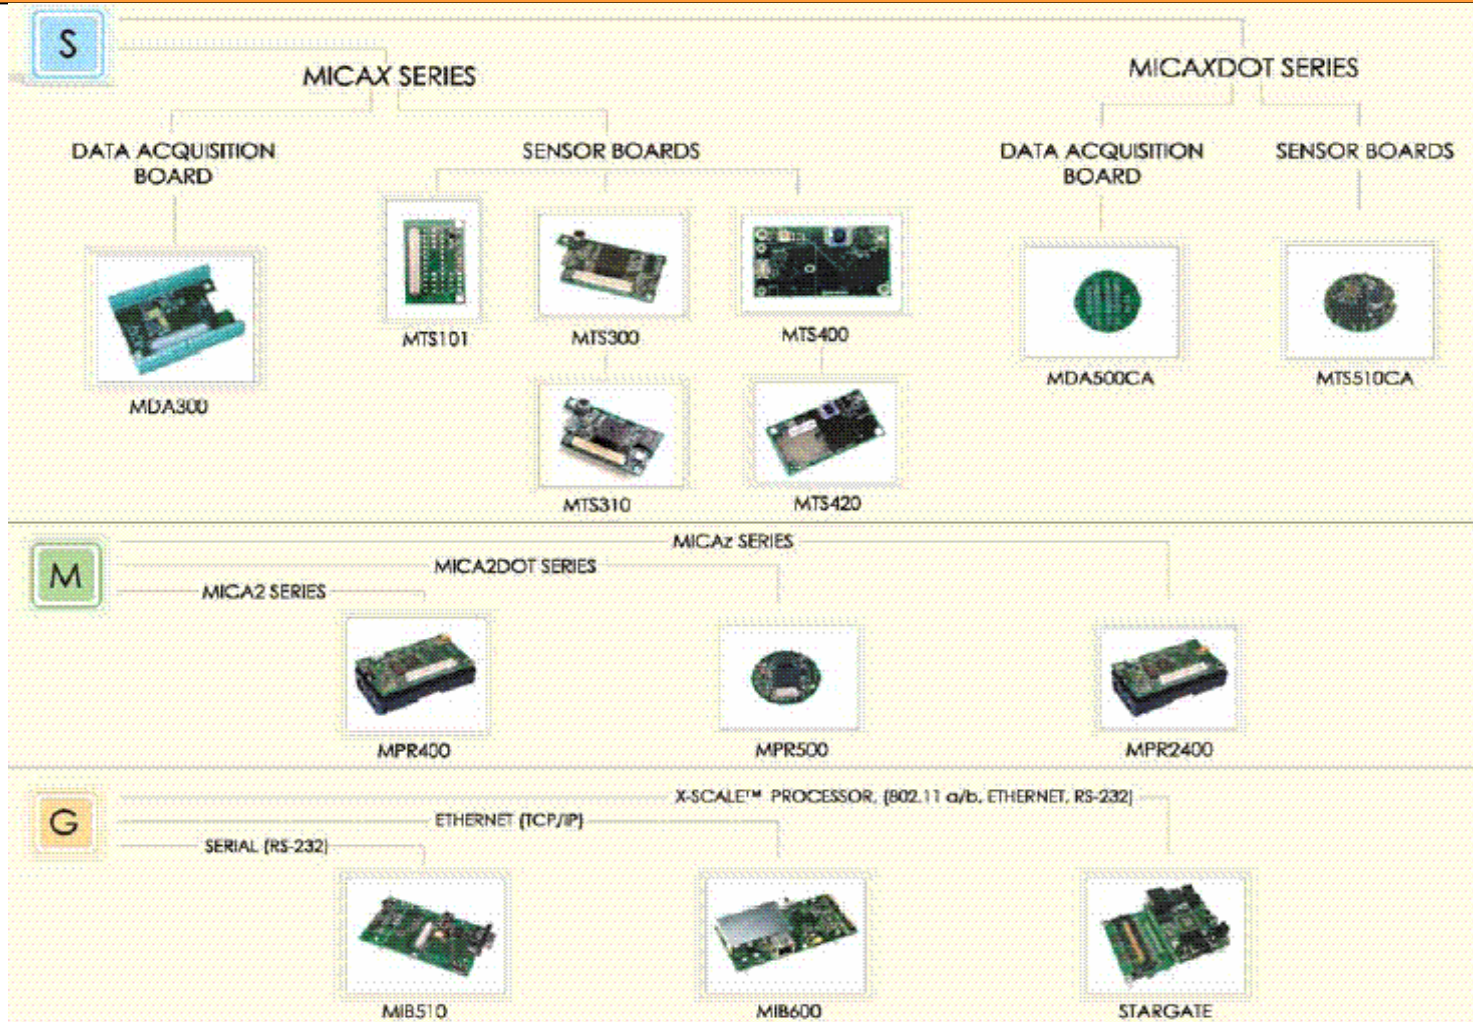 S
MICAX SERIES
MICAXDOT SERIES
DATA ACQUISITION
BOARD
SENSOR BOARDS
DATA ACQUISITION
BOARD
SENSOR BOARDS
MDA300
MTS101
MTS300
MTS400
MDA500CA
MTS510CA
MTS310
MTS420
M
MICAz SERIES
MICA2DOT SERIES
MICA2 SERIES
MPR400
MPR500
MPR2400
G
X-SCALE™ PROCESSOR, (802.11 a/b, ETHERNET, RS-232)
ETHERNET (TCP/IP)
SERIAL (RS-232)
MIB510
MIB600
STARGATE